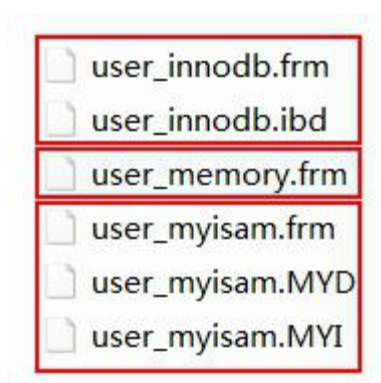 user_innodb.frm
user_innodb.ibd
user_memory.frm
user_myisam.frm
user_myisam.MYD
user_myisam.MYI